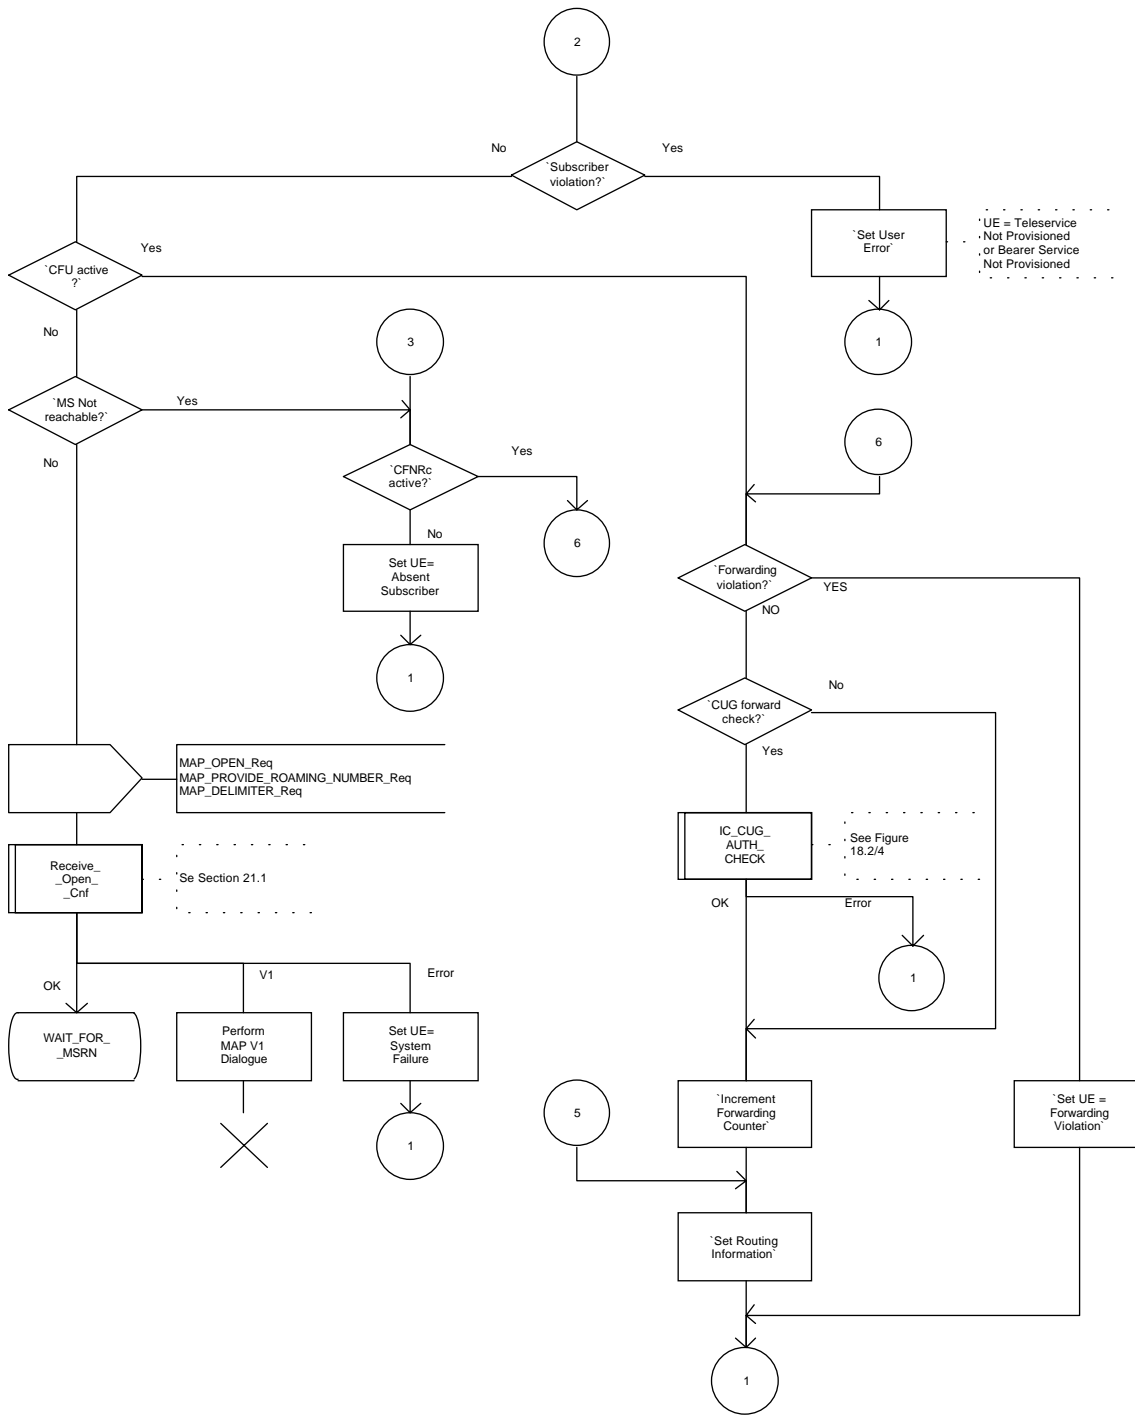 2
No
Yes
`Subscriber
violation?`
`Set User
Error`
UE = Teleservice
Not Provisioned
or Bearer Service
Not Provisioned
Yes
`CFU active
?`
No
3
1
`MS Not
reachable?`
Yes
No
6
`CFNRc
active?`
Yes
No
6
Set UE=
Absent
Subscriber
`Forwarding
violation?`
YES
NO
1
`CUG forward
check?`
No
Yes
MAP_OPEN_Req
MAP_PROVIDE_ROAMING_NUMBER_Req
MAP_DELIMITER_Req
IC_CUG_
AUTH_
CHECK
See Figure
18.2/4
Receive_
_Open_
_Cnf
Se Section 21.1
OK
Error
1
OK
V1
Error
WAIT_FOR_
_MSRN
Perform
MAP V1
Dialogue
Set UE=
System
Failure
1
5
`Increment
Forwarding
Counter`
`Set UE =
Forwarding
Violation`
`Set Routing
Information`
1